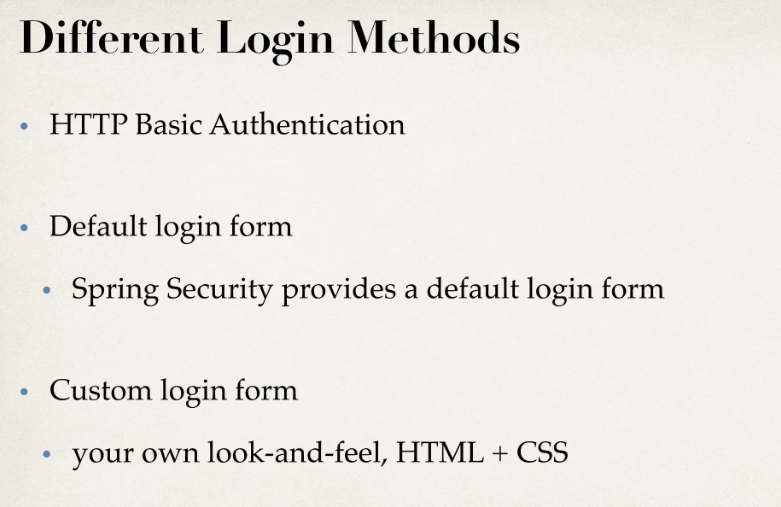 Different Login Methods
• HTTP Basic Authentication
• Default login form
• Spring Security provides a default login form
• Custom login form
• your own look-and-feel, HTML + CSS